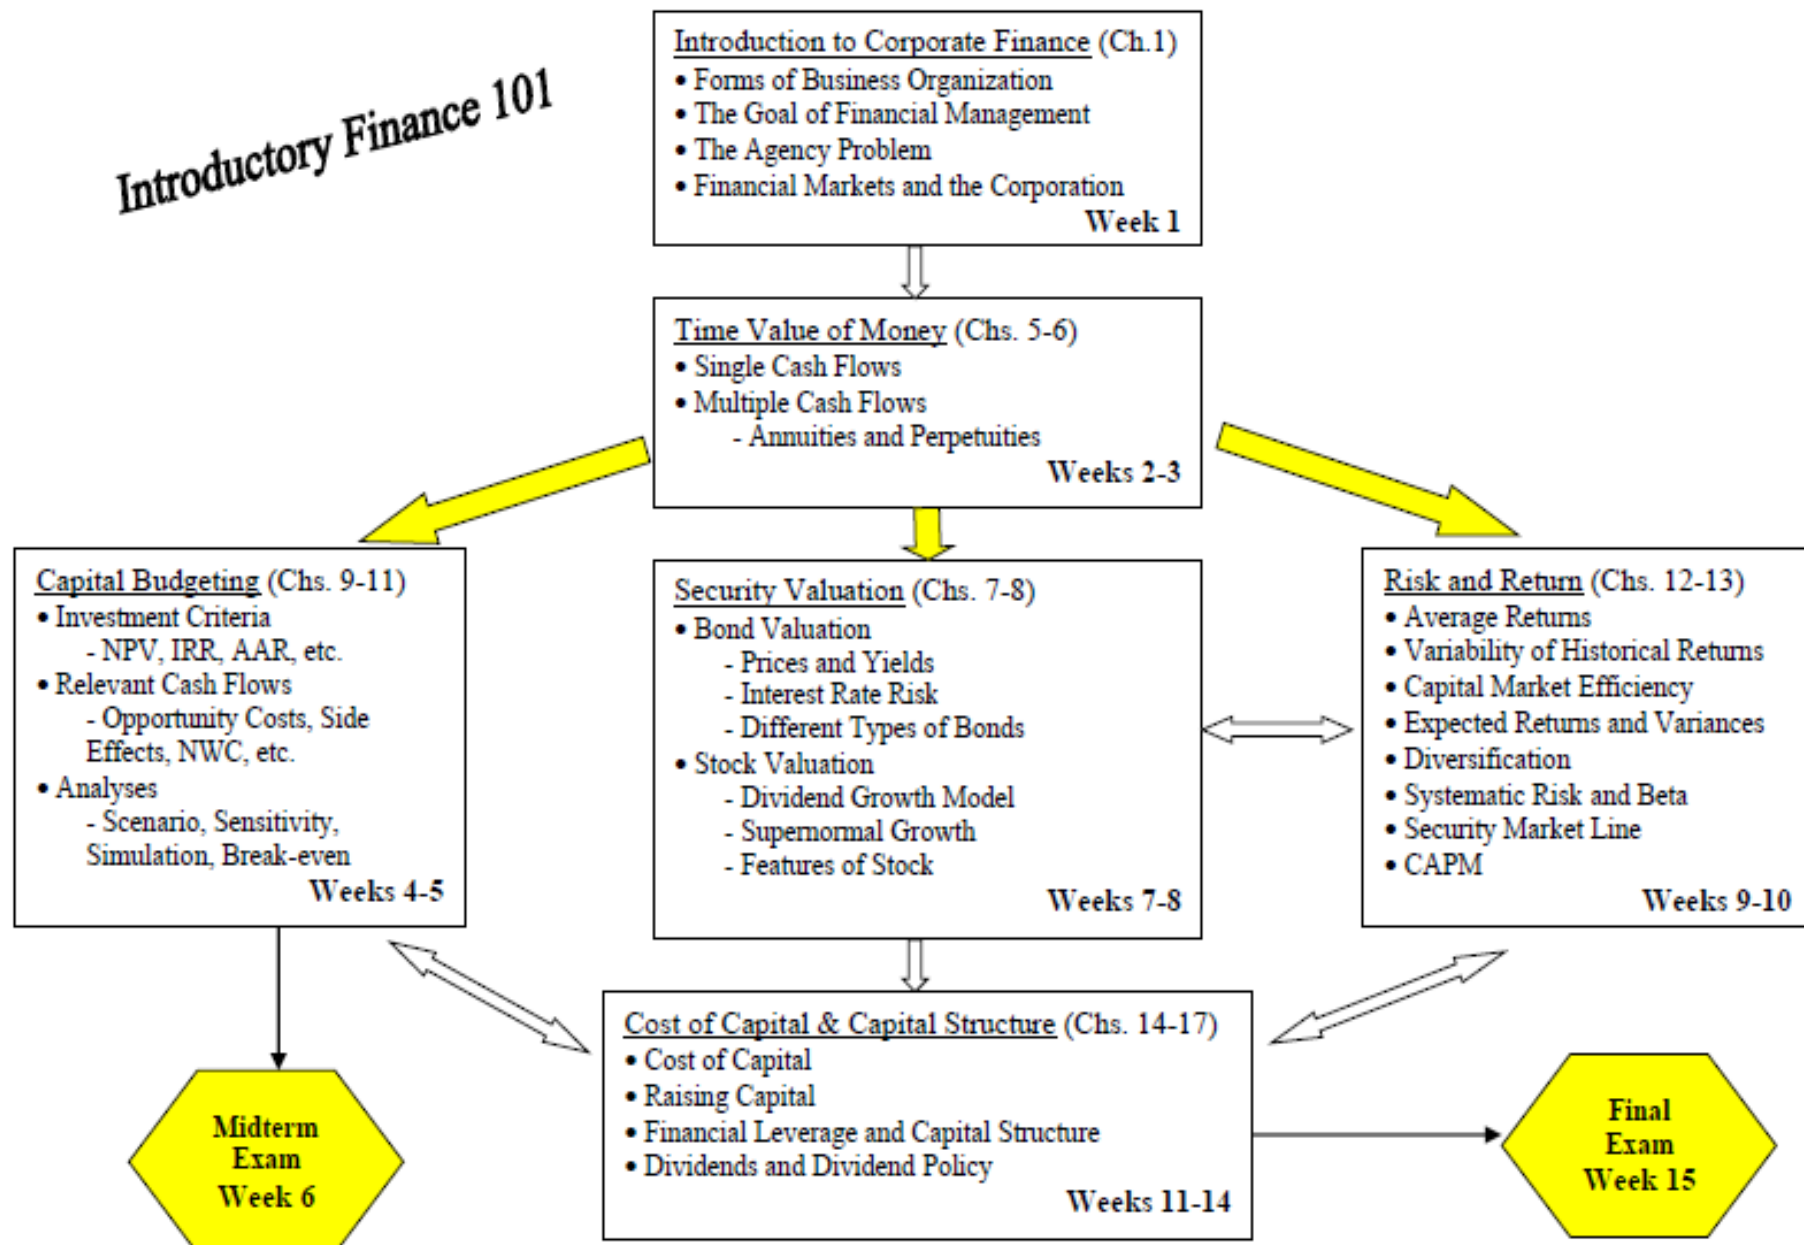 Introductory Finance 101
Introduction to Corporate Finance (Ch.1)
• Forms of Business Organization
• The Goal of Financial Management
• The Agency Problem
• Financial Markets and the Corporation
Week 1
Time Value of Money (Chs. 5-6)
• Single Cash Flows
• Multiple Cash Flows
- Annuities and Perpetuities
Weeks 2-3
Capital Budgeting (Chs. 9-11)
• Investment Criteria
- NPV, IRR, AAR, etc.
• Relevant Cash Flows
- Opportunity Costs, Side
Effects, NWC, etc.
• Analyses
- Scenario, Sensitivity,
Simulation, Break-even
Weeks 4-5
Security Valuation (Chs. 7-8)
• Bond Valuation
- Prices and Yields
- Interest Rate Risk
- Different Types of Bonds
• Stock Valuation
- Dividend Growth Model
- Supernormal Growth
- Features of Stock
Weeks 7-8
Risk and Return (Chs. 12-13)
• Average Returns
• Variability of Historical Returns
• Capital Market Efficiency
• Expected Returns and Variances
• Diversification
• Systematic Risk and Beta
• Security Market Line
• CAPM
Weeks 9-10
Midterm
Exam
Week 6
Cost of Capital & Capital Structure (Chs. 14-17)
• Cost of Capital
• Raising Capital
• Financial Leverage and Capital Structure
• Dividends and Dividend Policy
Weeks 11-14
Final
Exam
Week 15